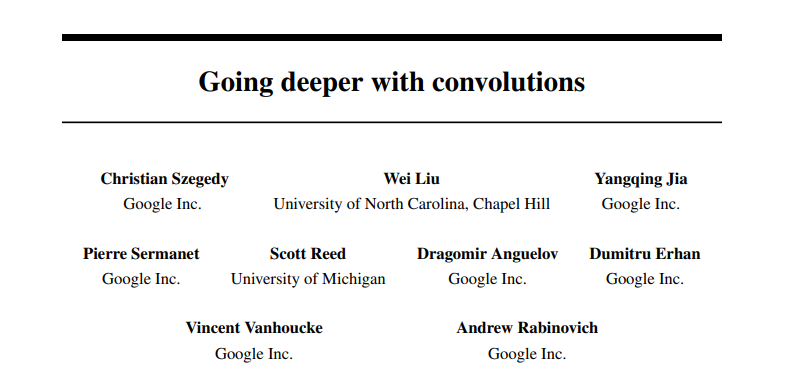 Going deeper with convolutions
Christian Szegedy Wei Liu Yangqing Jia
Google Inc. University of North Carolina, Chapel Hill Google Inc.
Pierre Sermanet Scott Reed Dragomir Anguelov Dumitru Erhan
Google Inc. University of Michigan Google Inc. Google Inc.
Vincent Vanhoucke Andrew Rabinovich
Google Inc. Google Inc.